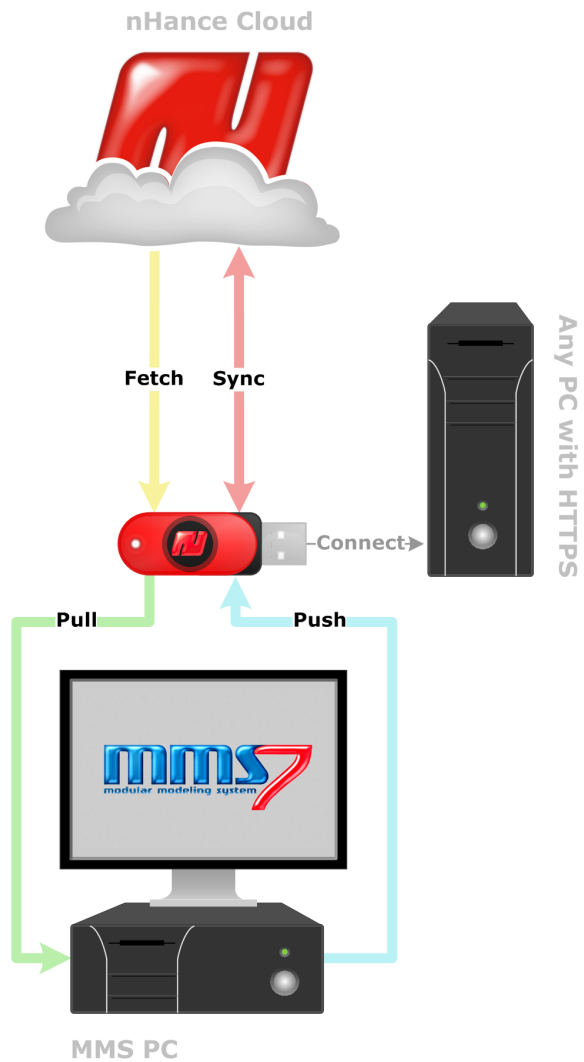 nHance Cloud
Fetch
Sync
Any PC with HTTPS
Connect
Pull
Push
mms7
modular modeling system
MMS PC